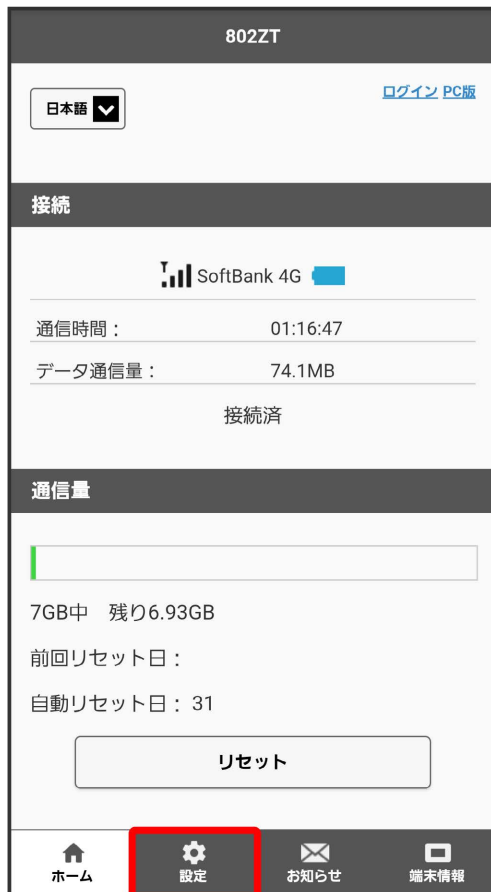 802ZT
日本語
ログイン PC版
接続
SoftBank 4G
通信時間： 01:16:47
データ通信量： 74.1MB
接続済
通信量
7GB中 残り6.93GB
前回リセット日：
自動リセット日： 31
リセット
ホーム 設定 お知らせ 端末情報